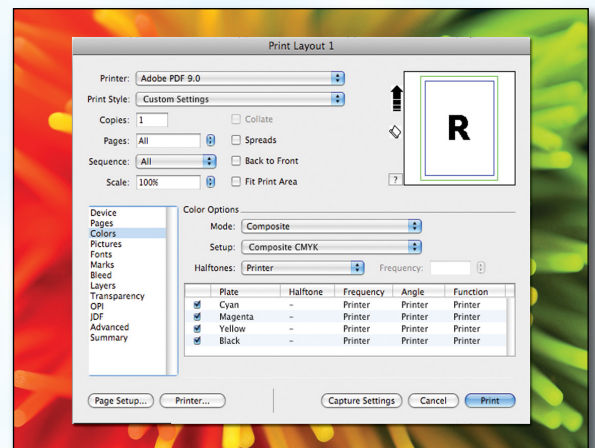 Print Layout 1
Printer: Adobe PDF 9.0
Print Style: Custom Settings
Copies: 1 Collate
Pages: All Spreads
Sequence: All Back to Front
Scale: 100% Fit Print Area
R
?
Device
Pages
Colors
Pictures
Fonts
Marks
Bleed
Layers
Transparency
OPI
JDF
Advanced
Summary
Color Options
Mode: Composite
Setup: Composite CMYK
Halftones: Printer Frequency:
Plate Halftone Frequency Angle Function
Cyan – Printer Printer Printer
Magenta – Printer Printer Printer
Yellow – Printer Printer Printer
Black – Printer Printer Printer
Page Setup... Printer... Capture Settings Cancel Print